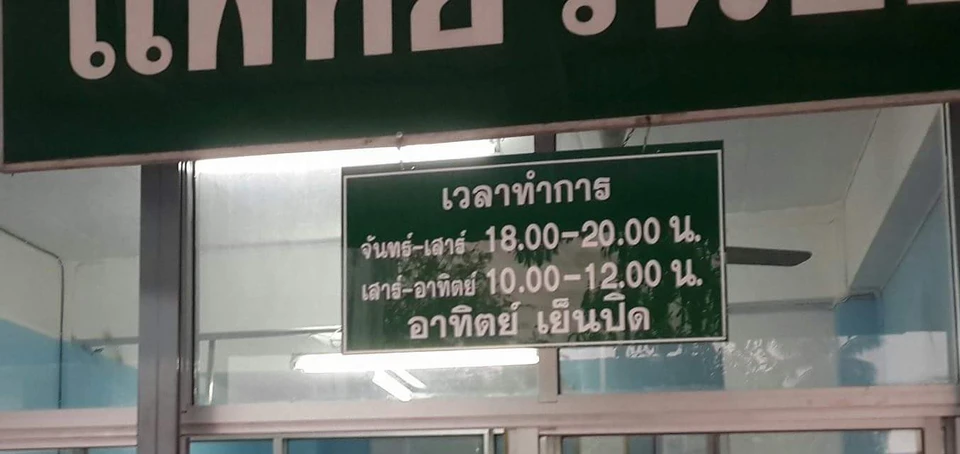 เวลาทำการ
จันทร์-เสาร์ 18.00-20.00 น.
เสาร์-อาทิตย์ 10.00-12.00 น.
อาทิตย์ เย็นปิด